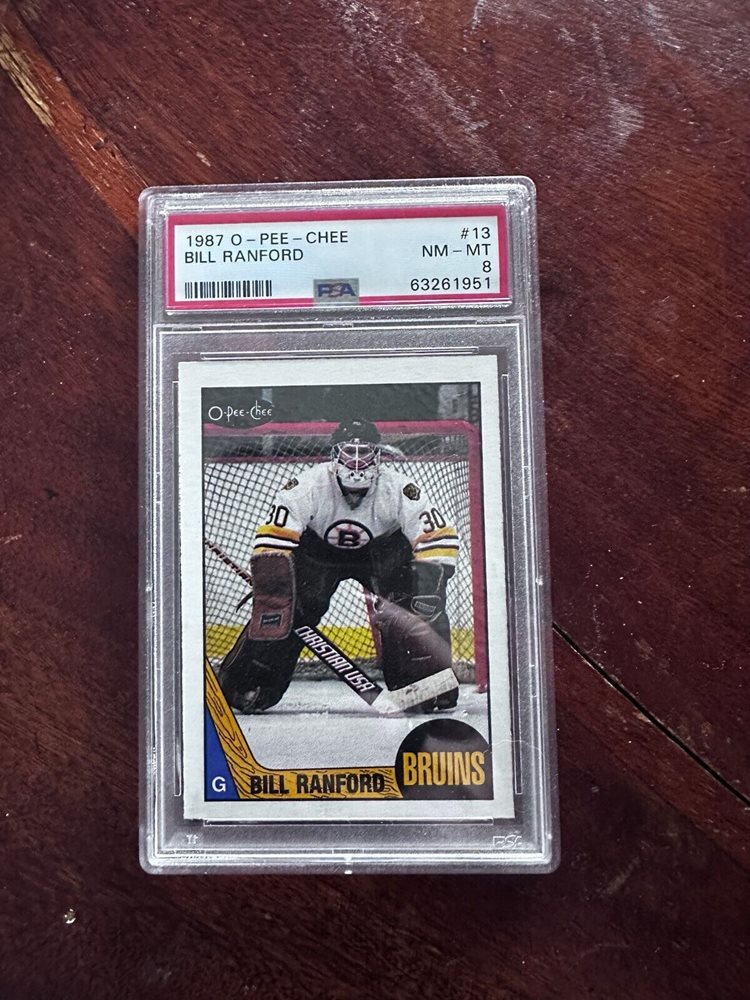 1987 O-PEE-CHEE #13
BILL RANFORD NM-MT
8
PSA 63261951
O-Pee-Chee
30 30
B
CHRISTIAN USA
G BILL RANFORD BRUINS
PSA